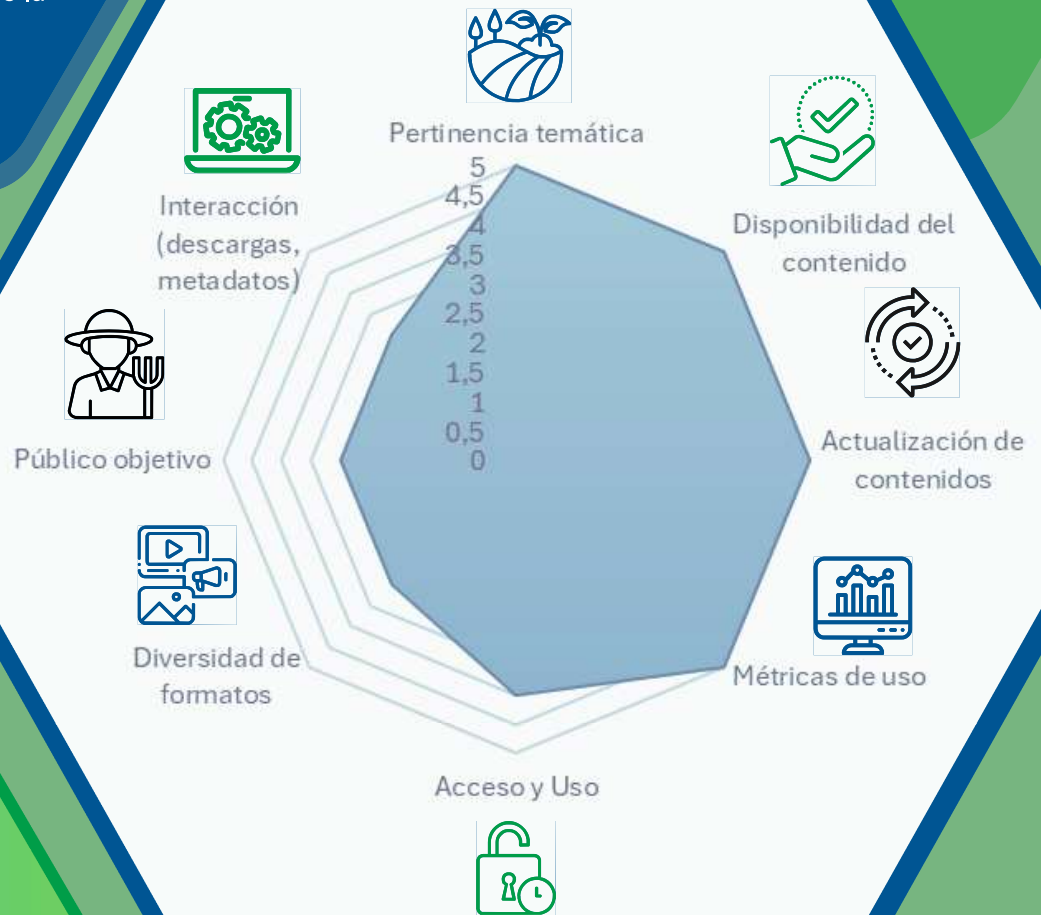 Pertinencia temática
5
4,5
4
3,5
3
2,5
2
1,5
1
0,5
0
Disponibilidad del
contenido
Actualización de
contenidos
Métricas de uso
Acceso y Uso
Diversidad de
formatos
Público objetivo
Interacción
(descargas,
metadatos)